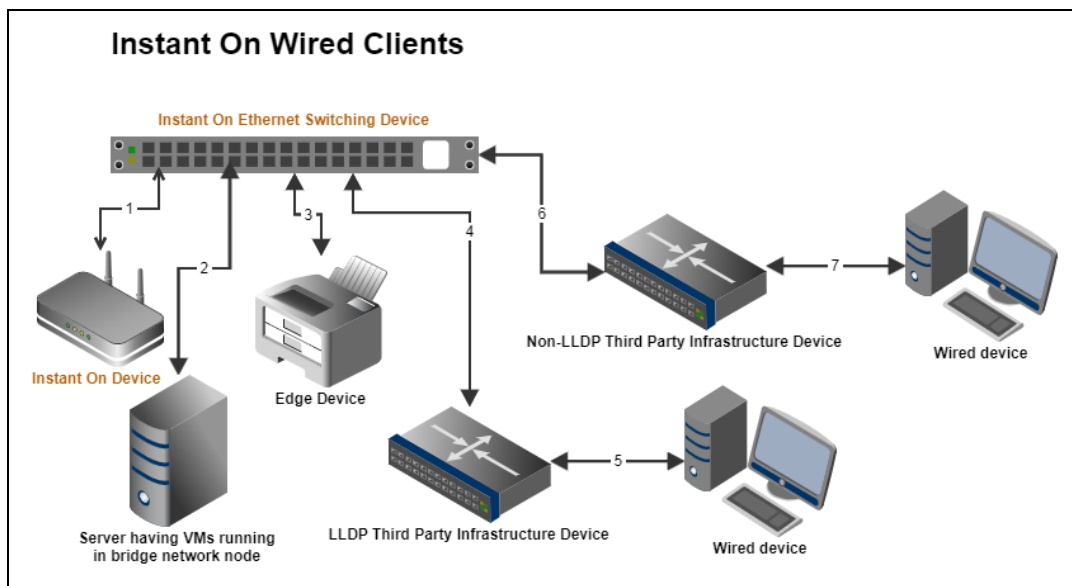 Instant On Wired Clients
Instant On Ethernet Switching Device
1
2
3
4
6
7
Instant On Device
Edge Device
Non-LLDP Third Party Infrastructure Device
Wired device
5
Server having VMs running
in bridge network node
LLDP Third Party Infrastructure Device
Wired device